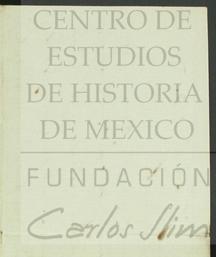 CENTRO DE
ESTUDIOS
DE HISTORIA
DE MEXICO
FUNDACIÓN
Carlos Slim